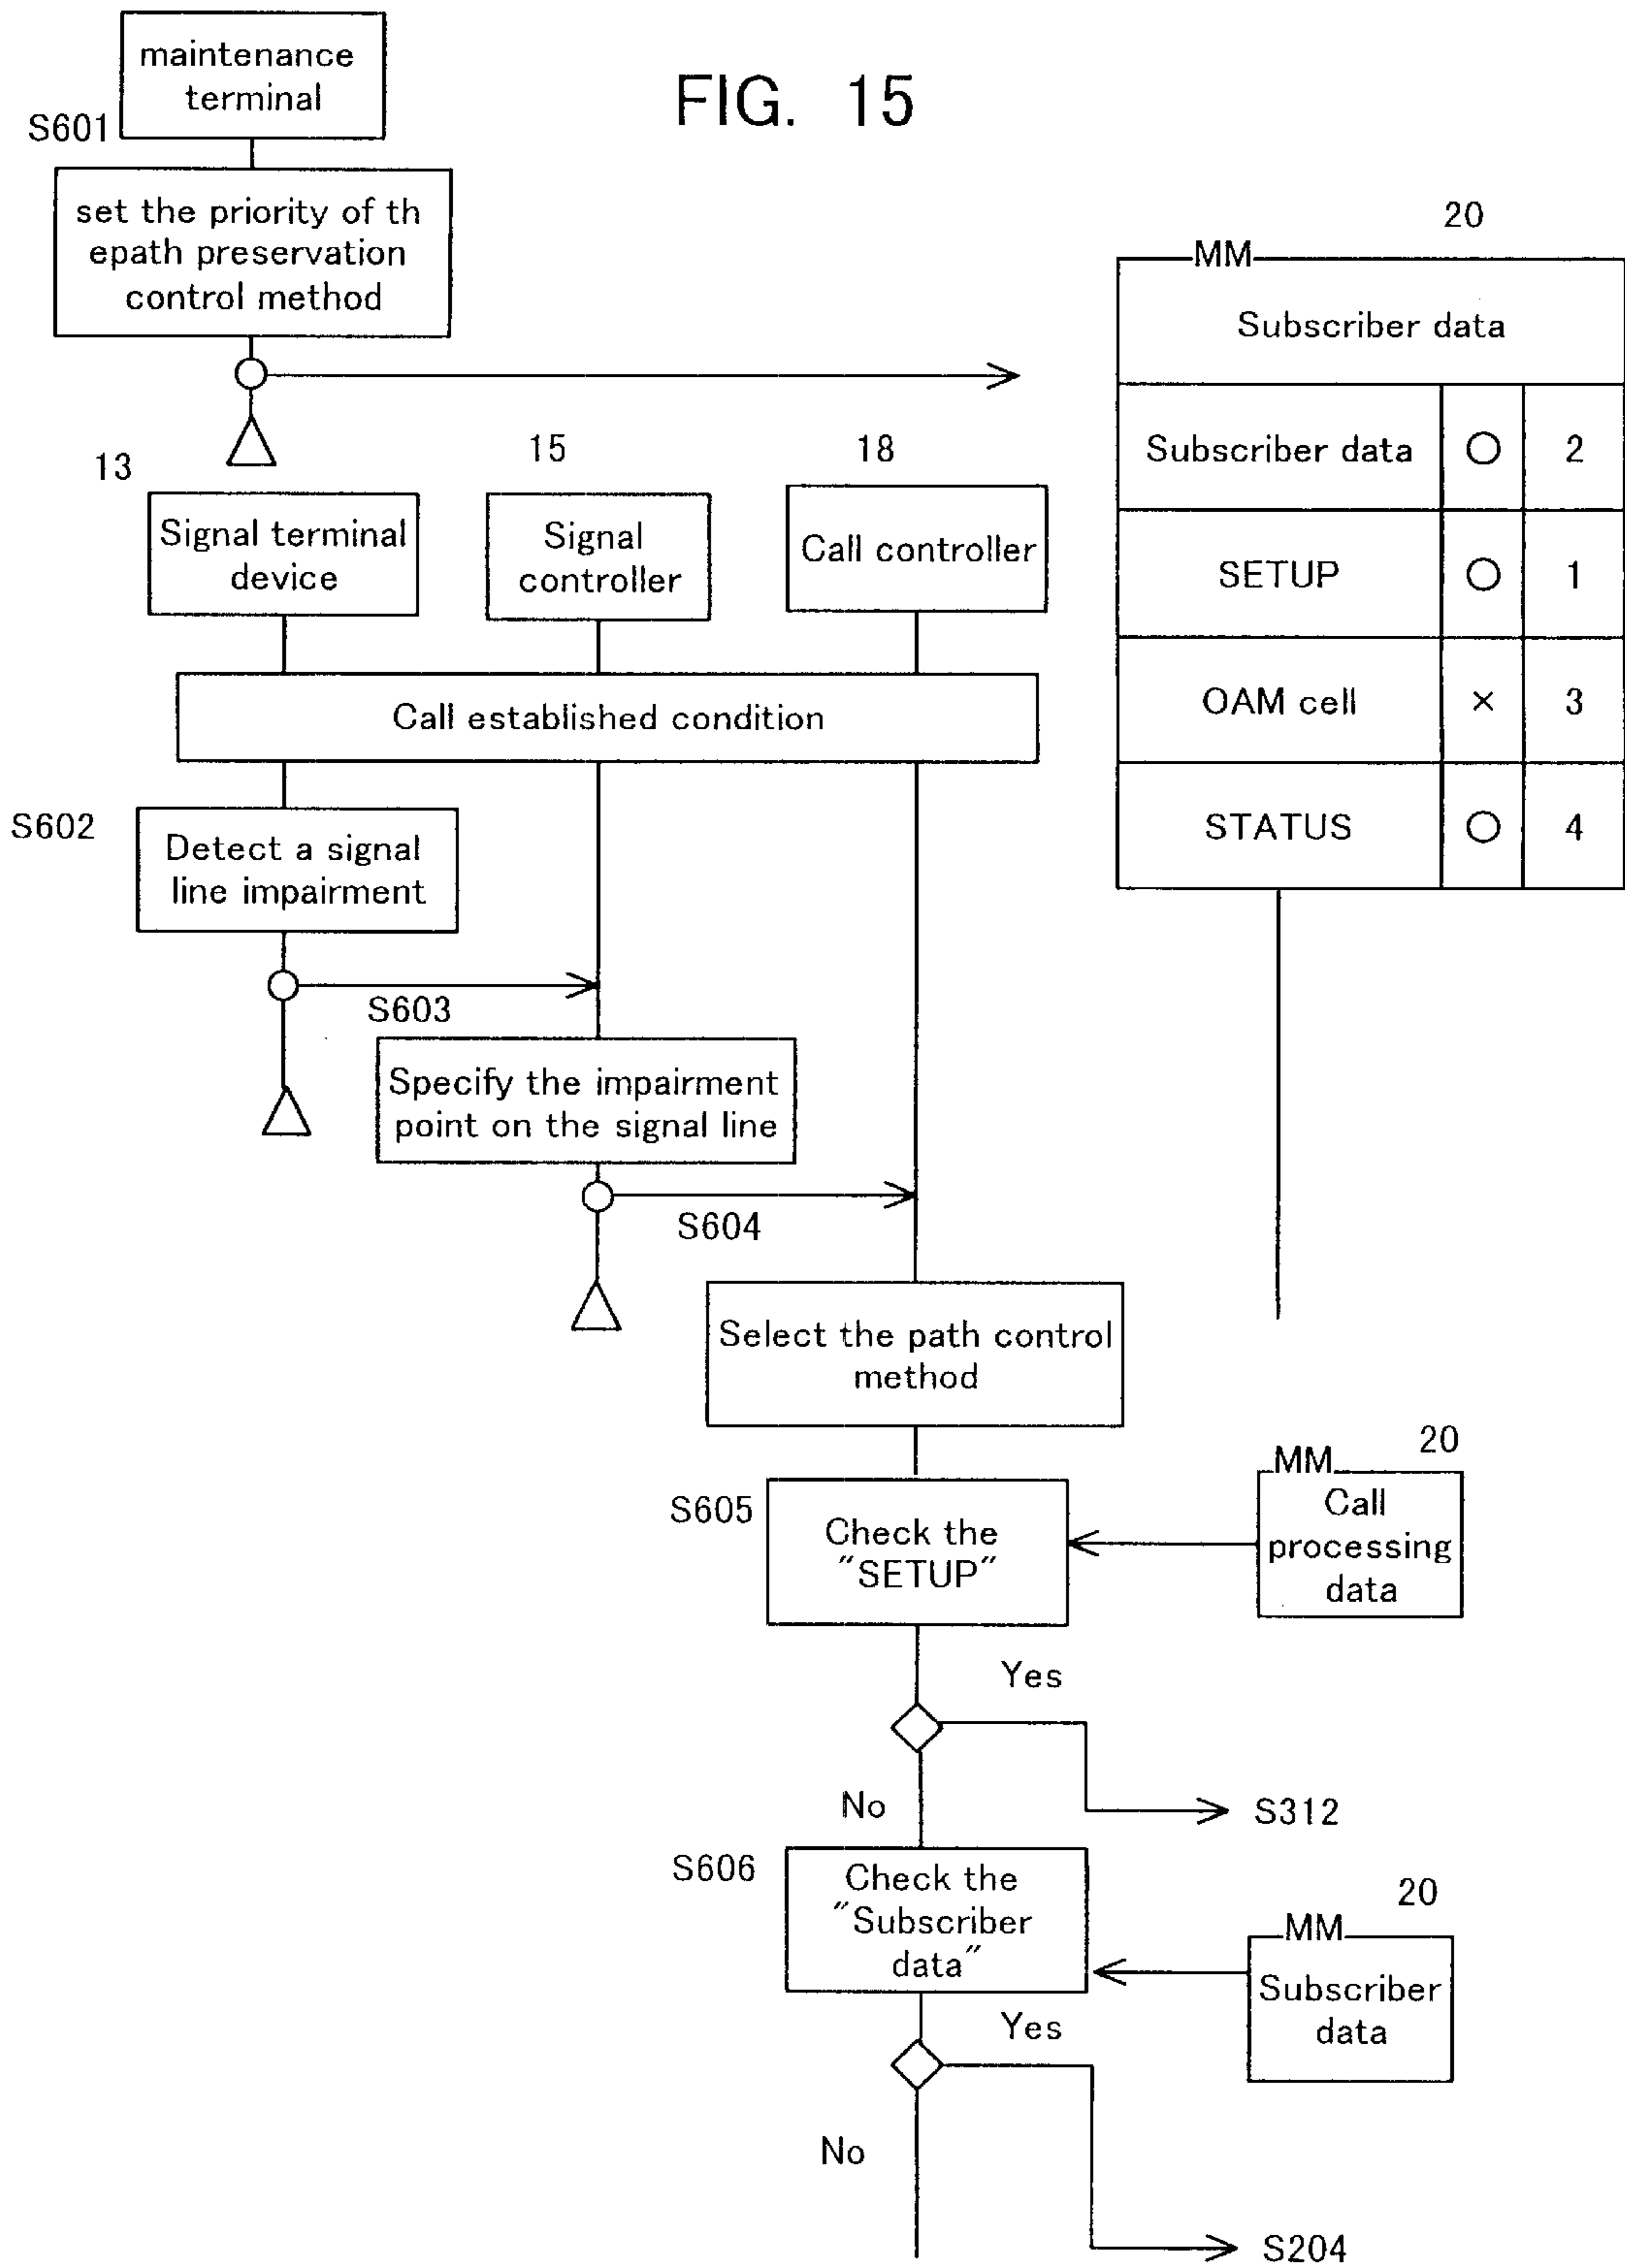 FIG. 15
maintenance
terminal
S601
set the priority of th
epath preservation
control method
20
MM
Subscriber data
Subscriber data ○ 2
SETUP ○ 1
OAM cell × 3
STATUS ○ 4
13
15
18
Signal terminal
device
Signal
controller
Call controller
Call established condition
S602
Detect a signal
line impairment
S603
Specify the impairment
point on the signal line
S604
Select the path control
method
S605
Check the
"SETUP"
20
MM
Call
processing
data
Yes
No
S312
S606
Check the
"Subscriber
data"
20
MM
Subscriber
data
Yes
No
S204